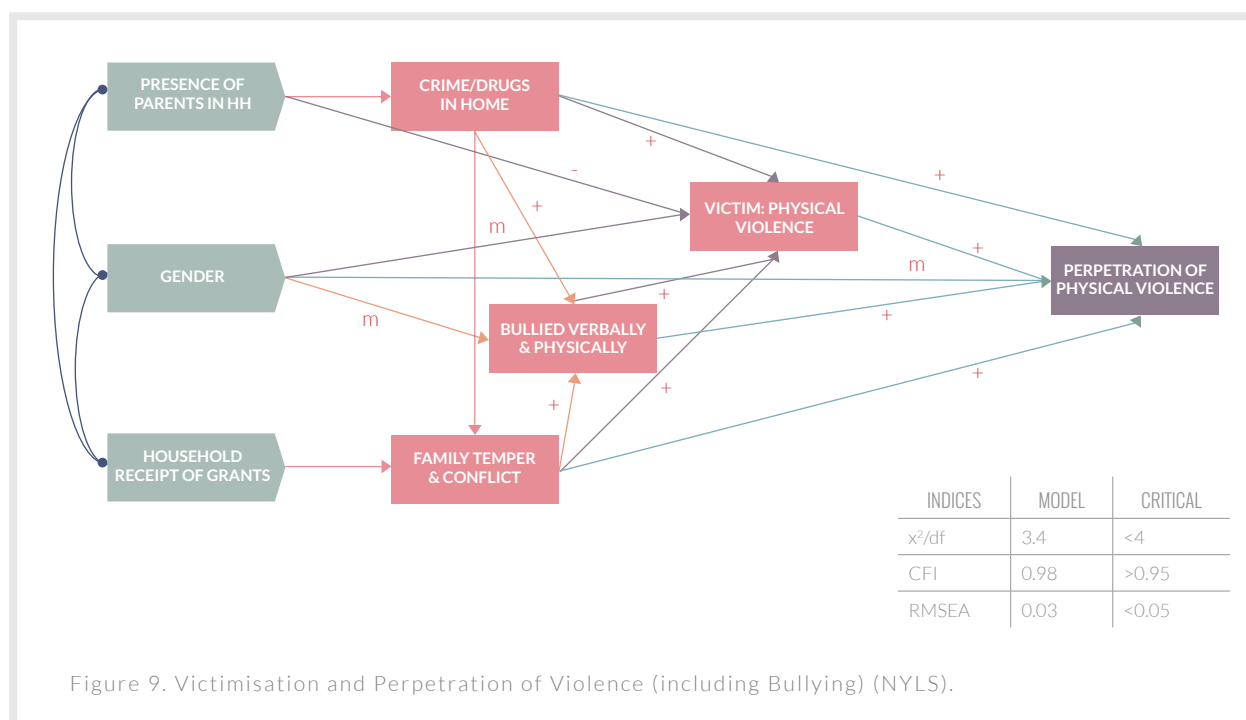 PRESENCE OF
PARENTS IN HH
CRIME/DRUGS
IN HOME
+
+
-
+
VICTIM: PHYSICAL
VIOLENCE
m
+
GENDER
m
PERPETRATION OF
PHYSICAL VIOLENCE
+
m
+
BULLIED VERBALLY
& PHYSICALLY
+
+
+
HOUSEHOLD
RECEIPT OF GRANTS
FAMILY TEMPER
& CONFLICT
INDICES MODEL CRITICAL
x²/df 3.4 <4
CFI 0.98 >0.95
RMSEA 0.03 <0.05
Figure 9. Victimisation and Perpetration of Violence (including Bullying) (NYLS).